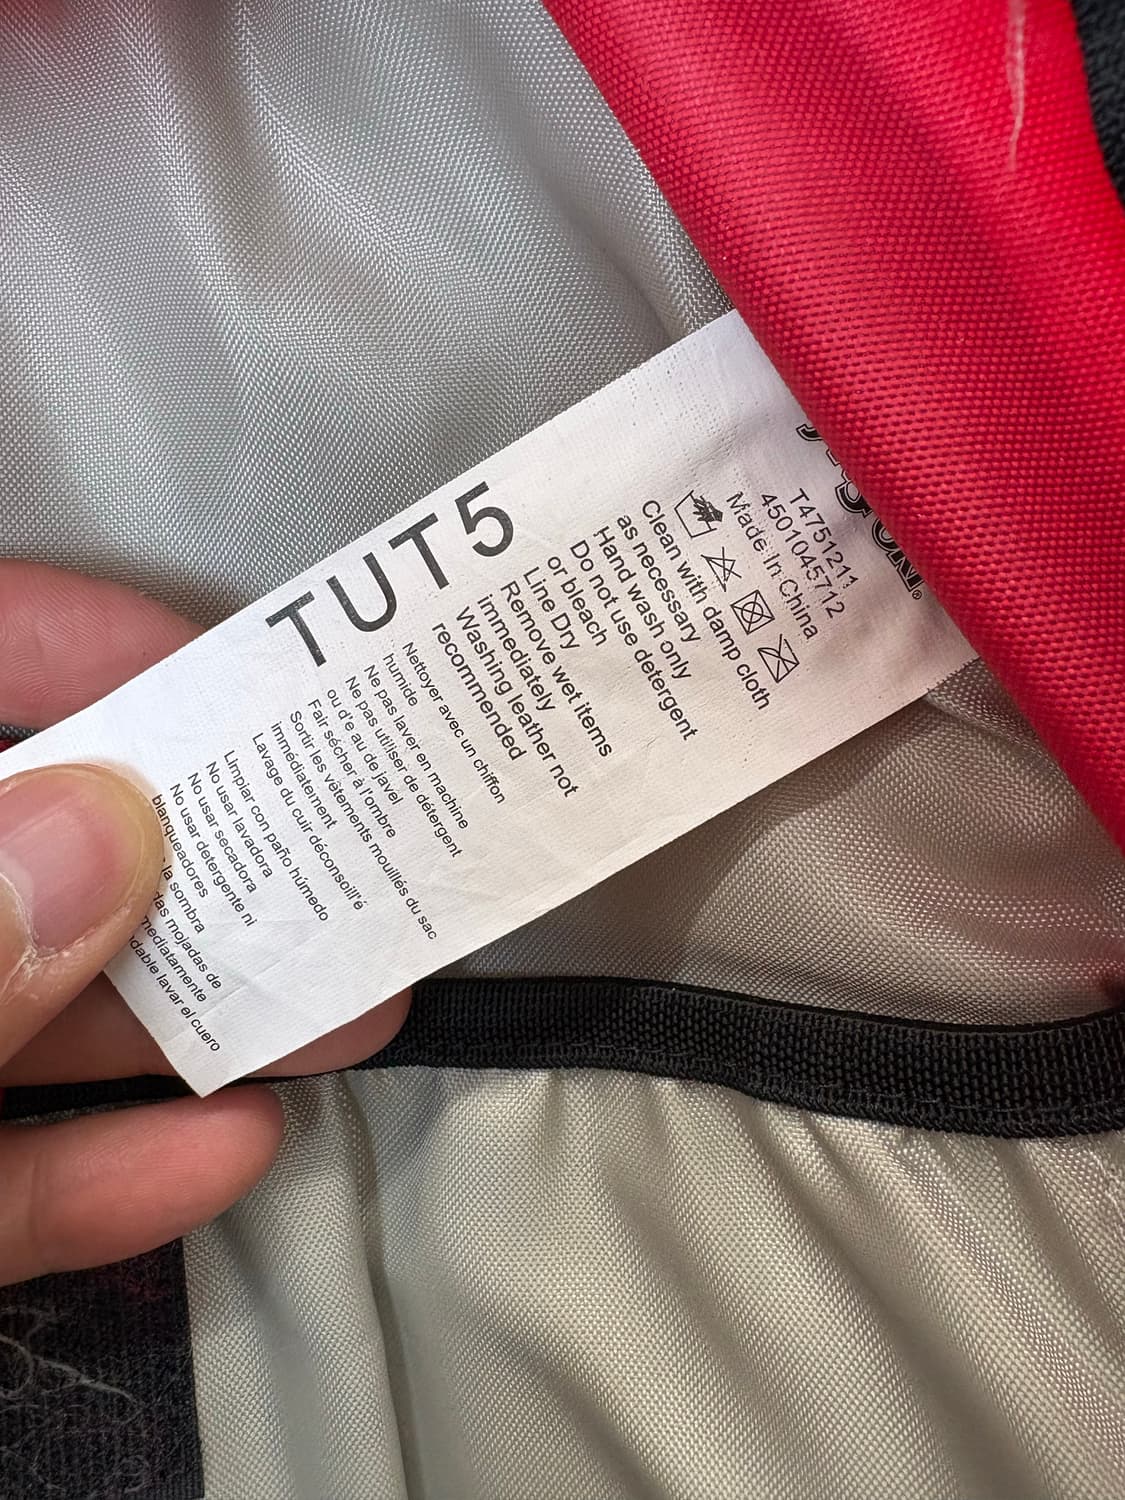 T4751211
4501045712
Made In China
Clean with damp cloth
as necessary
Hand wash only
Do not use detergent
or bleach
Line Dry
Remove wet items
immediately
Washing leather not
recommended
TUT5
Nettoyer avec un chiffon
humide
Ne pas laver en machine
Ne pas utiliser de détergent
ou d'e au de javel
Fair sécher à l'ombre
Sortir les vêtements mouillés du sac
immédiatement
Lavage du cuir déconsoill'é
Limpiar con paño húmedo
No usar lavadora
No usar secadora
No usar detergente ni
blanqueadores
la sombra
mojadas de
lavar el cuero